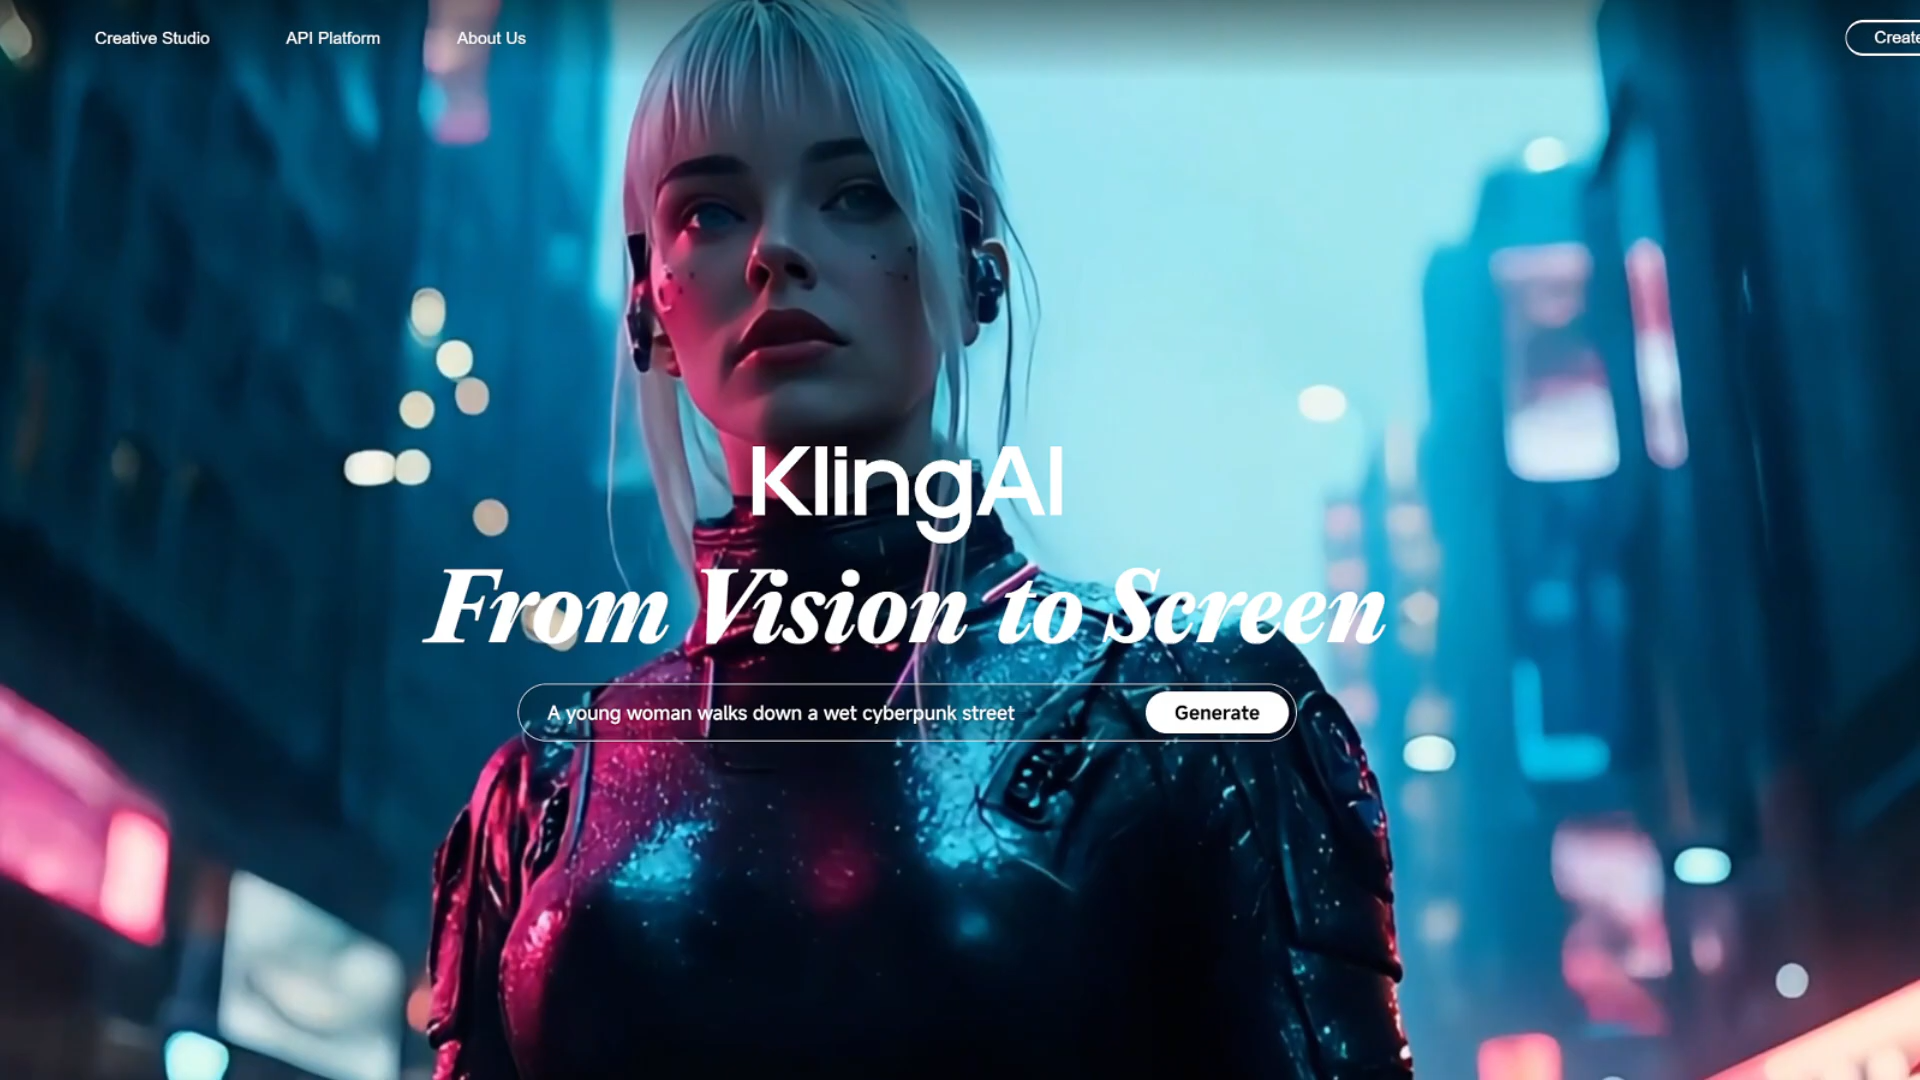 Creative Studio
API Platform
About Us
Create
KlingAI
From Vision to Screen
A young woman walks down a wet cyberpunk street
Generate